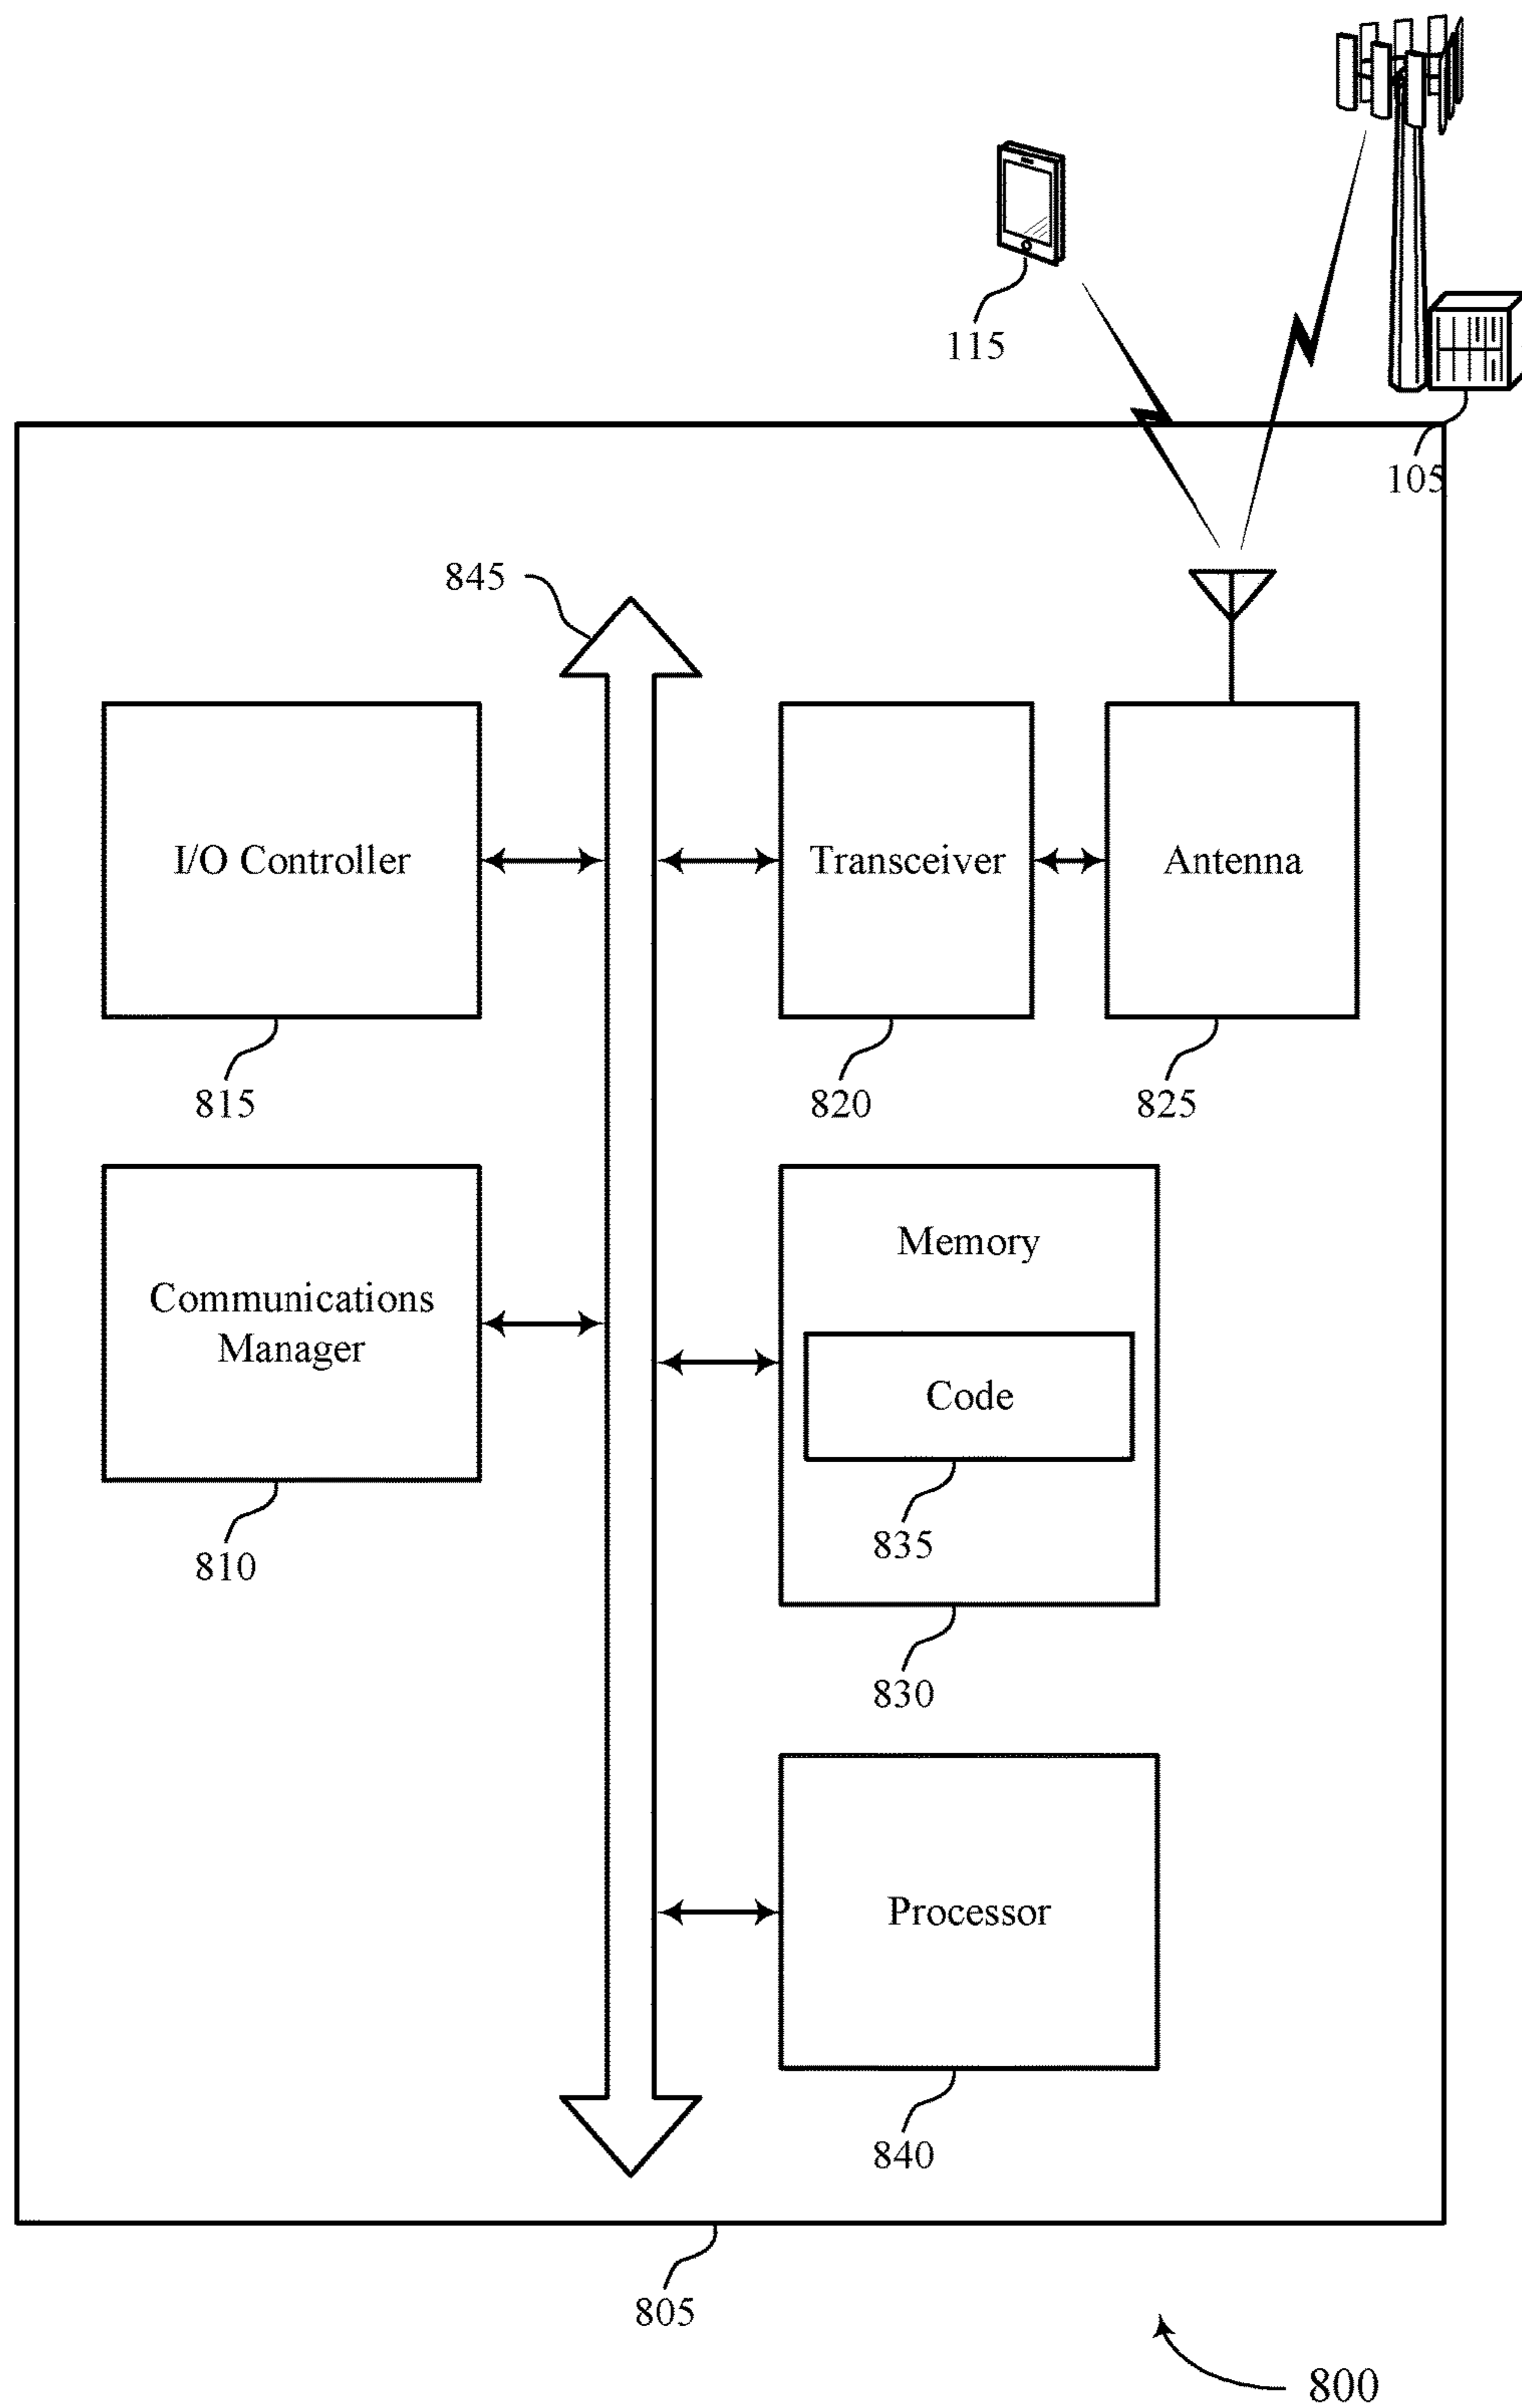 115
105
845
I/O Controller
Transceiver
Antenna
815
820
825
Communications
Manager
Memory
Code
835
810
830
Processor
840
805
800